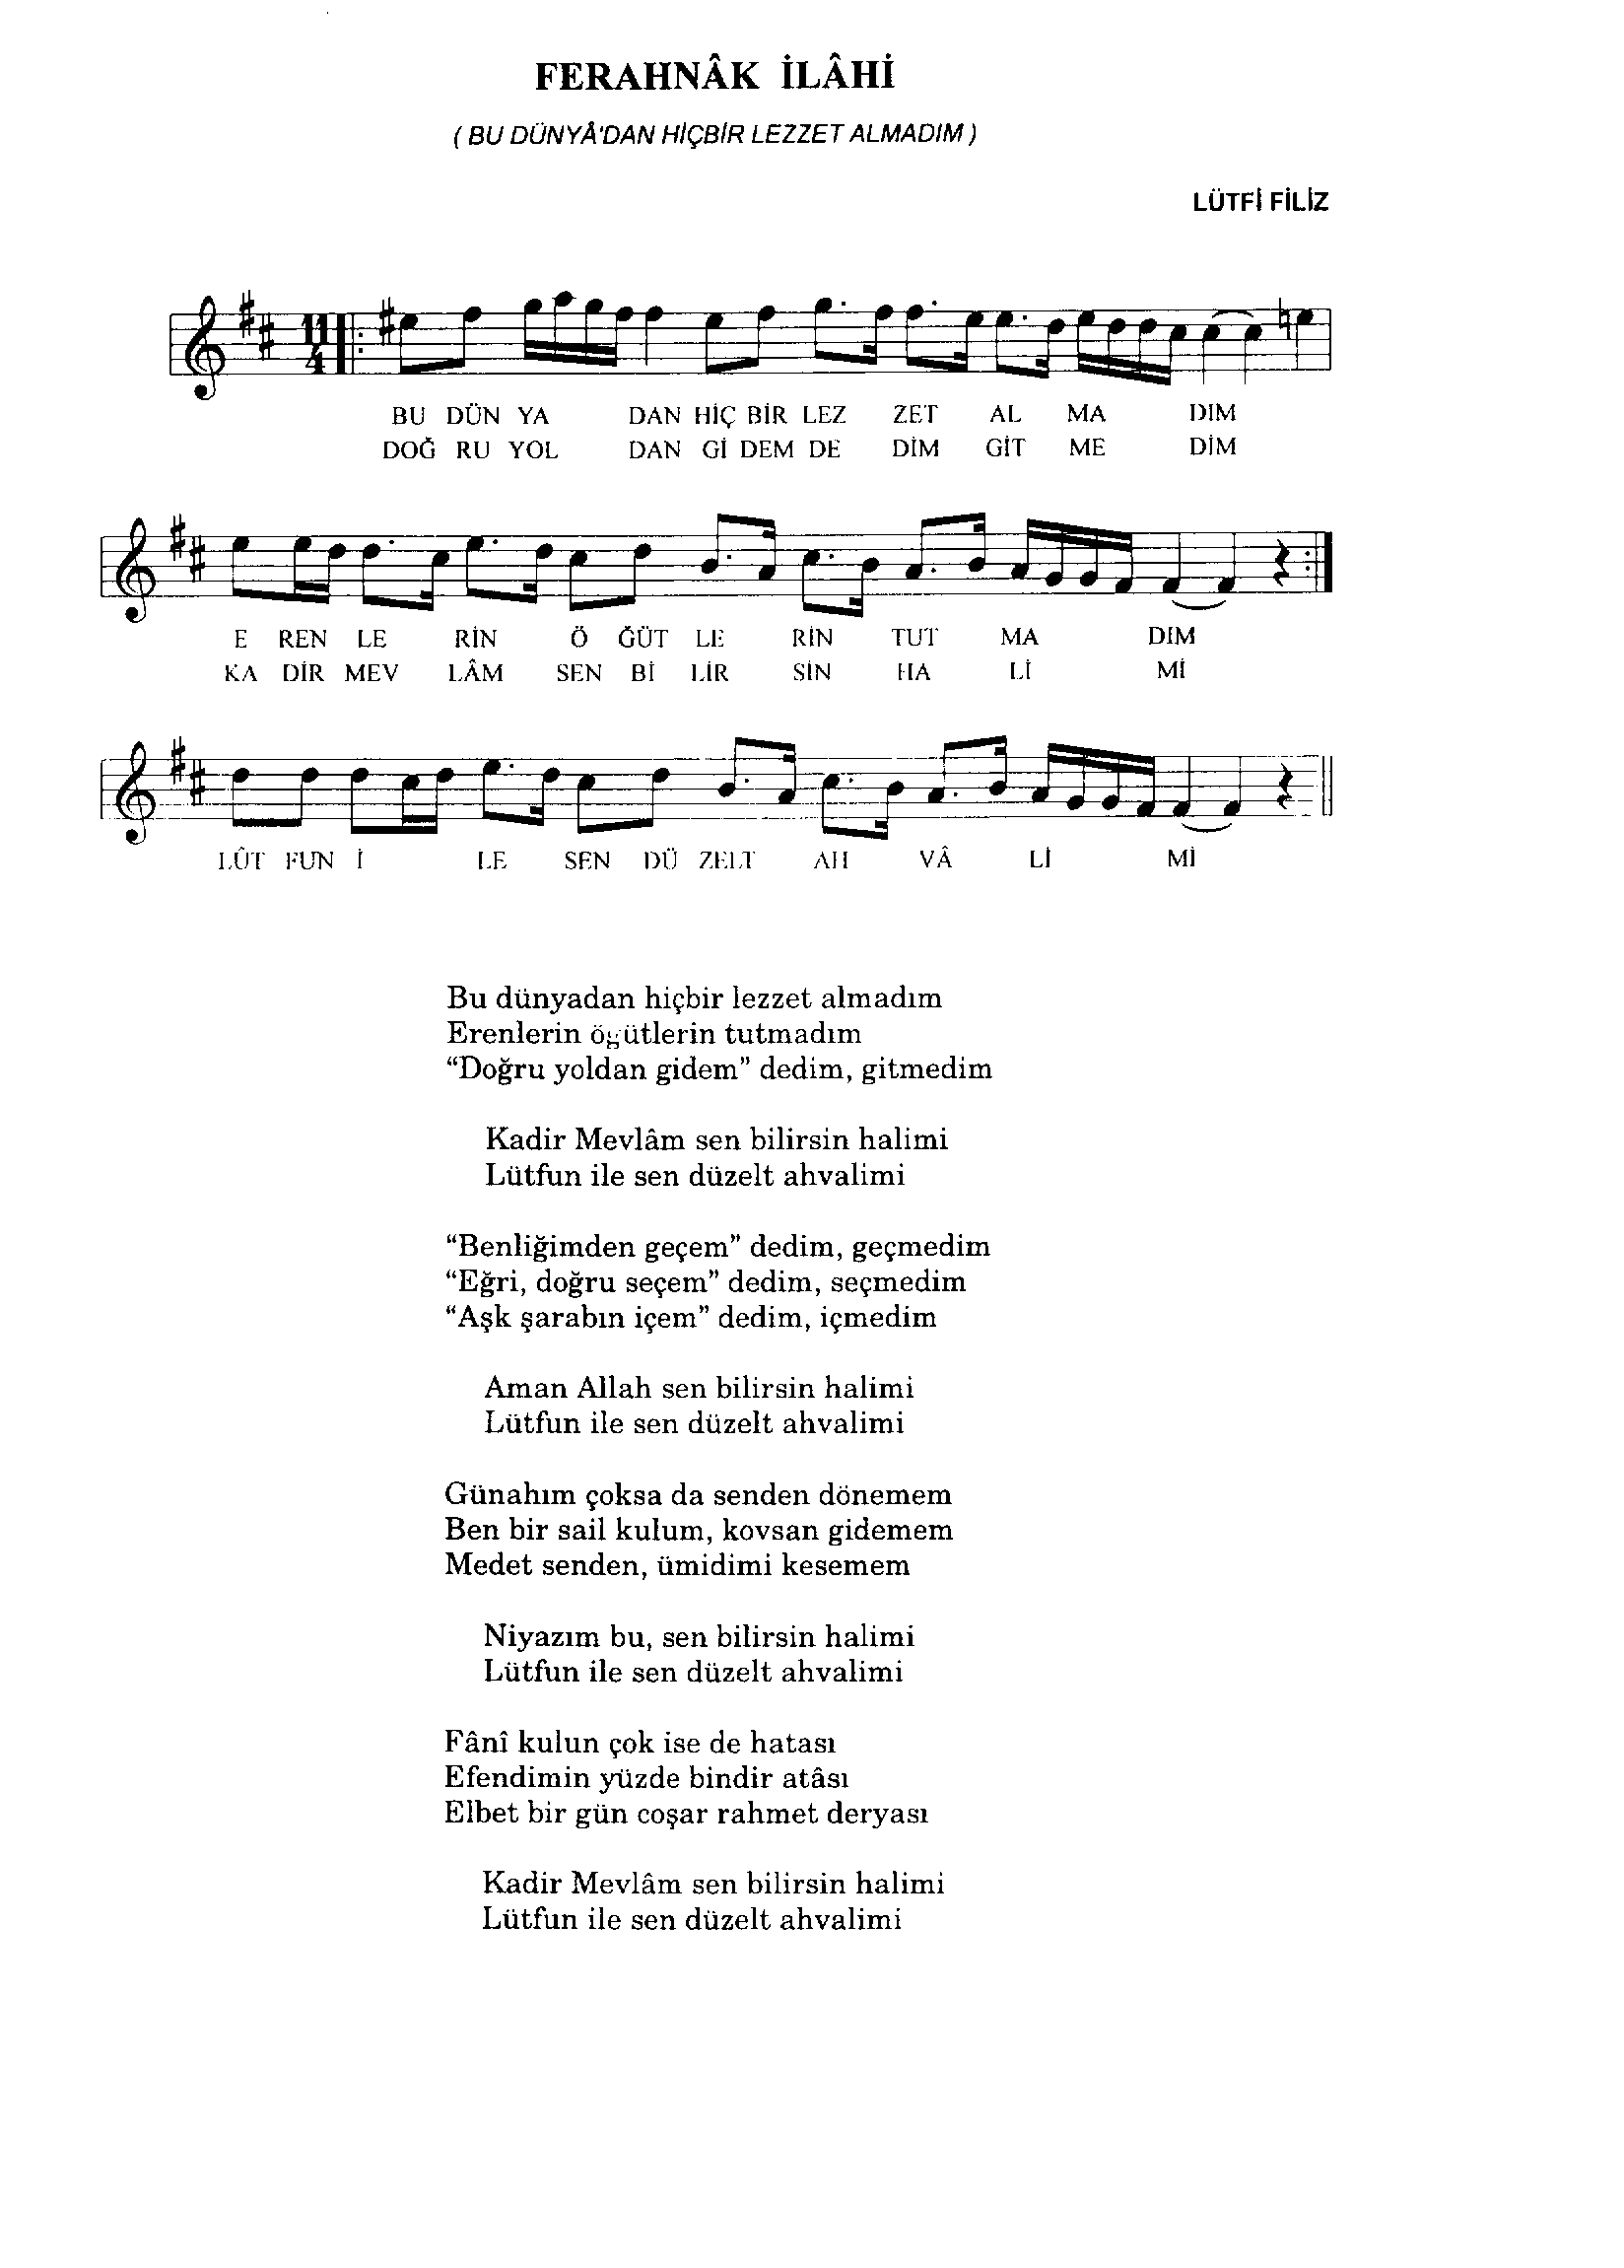 FERAHNÂK İLÂHİ
( BU DÜNYÂ'DAN HİÇBİR LEZZET ALMADIM )
LÜTFİ FİLİZ
11
4
BU DÜN YA DAN HİÇ BİR LEZ ZET AL MA DIM
DOĞ RU YOL DAN Gİ DEM DE DİM GİT ME DİM
E REN LE RİN Ö ĞÜT LE RİN TUT MA DIM
KA DİR MEV LÂM SEN Bİ LİR SİN HA Lİ Mİ
LÛT FUN İ LE SEN DÜ ZELT AH VÂ Lİ Mİ
Bu dünyadan hiçbir lezzet almadım
Erenlerin ögütlerin tutmadım
“Doğru yoldan gidem” dedim, gitmedim
Kadir Mevlâm sen bilirsin halimi
Lütfun ile sen düzelt ahvalimi
“Benliğimden geçem” dedim, geçmedim
“Eğri, doğru seçem” dedim, seçmedim
“Aşk şarabın içem” dedim, içmedim
Aman Allah sen bilirsin halimi
Lütfun ile sen düzelt ahvalimi
Günahım çoksa da senden dönemem
Ben bir sail kulum, kovsan gidemem
Medet senden, ümidimi kesemem
Niyazım bu, sen bilirsin halimi
Lütfun ile sen düzelt ahvalimi
Fânî kulun çok ise de hatası
Efendimin yüzde bindir atâsı
Elbet bir gün coşar rahmet deryası
Kadir Mevlâm sen bilirsin halimi
Lütfun ile sen düzelt ahvalimi